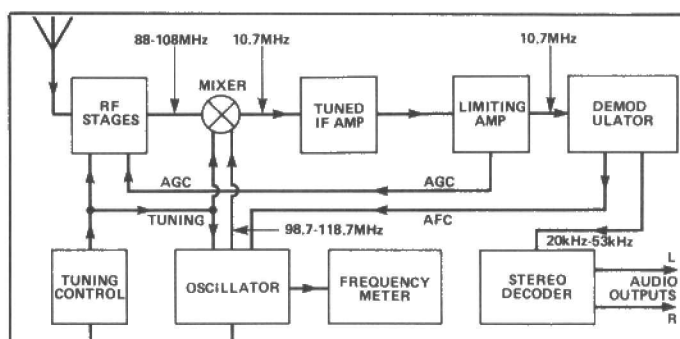 88-108MHz
10.7MHz
10.7MHz
MIXER
RF
STAGES
TUNED
IF AMP
LIMITING
AMP
DEMOD
ULATOR
AGC
AGC
TUNING
AFC
98.7-118.7MHz
20kHz-53kHz
TUNING
CONTROL
OSCILLATOR
FREQUENCY
METER
STEREO
DECODER
L
AUDIO
OUTPUTS
R